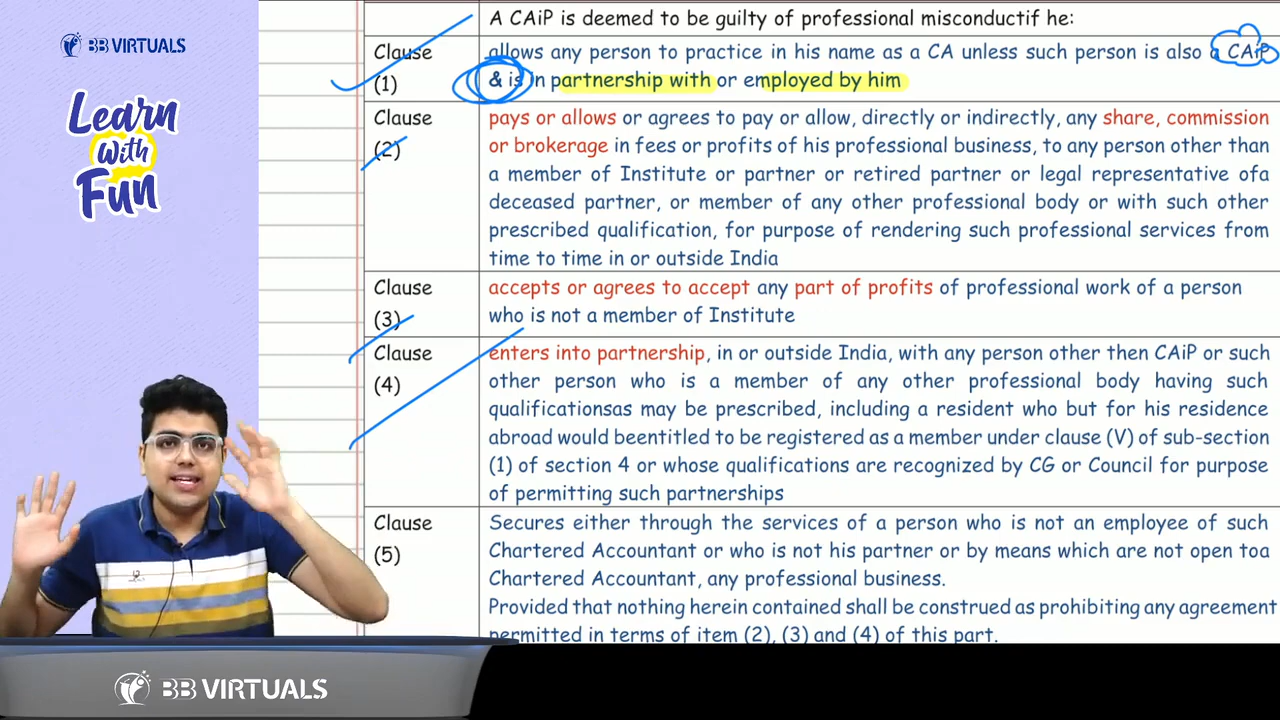 BB VIRTUALS
Learn
With
Fun
A CAiP is deemed to be guilty of professional misconductif he:
Clause
(1)
allows any person to practice in his name as a CA unless such person is also a CAiP
& is in partnership with or employed by him
Clause
(2)
pays or allows or agrees to pay or allow, directly or indirectly, any share, commission
or brokerage in fees or profits of his professional business, to any person other than
a member of Institute or partner or retired partner or legal representative ofa
deceased partner, or member of any other professional body or with such other
prescribed qualification, for purpose of rendering such professional services from
time to time in or outside India
Clause
(3)
accepts or agrees to accept any part of profits of professional work of a person
who is not a member of Institute
Clause
(4)
enters into partnership, in or outside India, with any person other then CAiP or such
other person who is a member of any other professional body having such
qualificationsas may be prescribed, including a resident who but for his residence
abroad would beentitled to be registered as a member under clause (V) of sub-section
(1) of section 4 or whose qualifications are recognized by CG or Council for purpose
of permitting such partnerships
Clause
(5)
Secures either through the services of a person who is not an employee of such
Chartered Accountant or who is not his partner or by means which are not open toa
Chartered Accountant, any professional business.
Provided that nothing herein contained shall be construed as prohibiting any agreement
permitted in terms of item (2), (3) and (4) of this part.
BB VIRTUALS